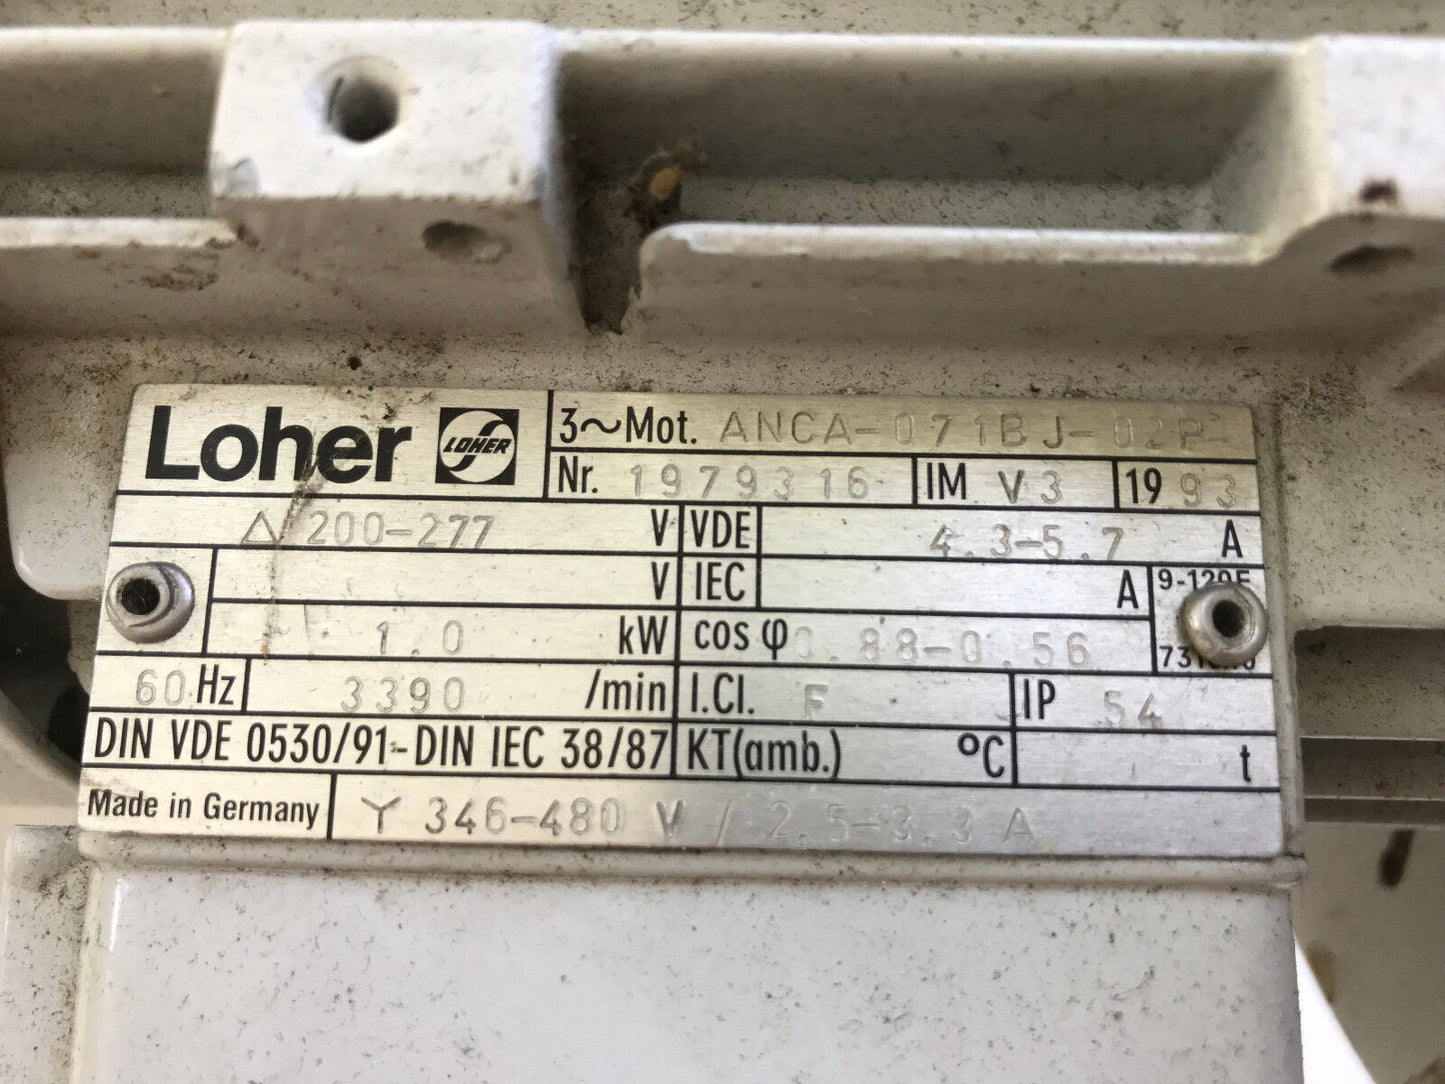 Loher LOHER 3~Mot. ANCA-071BJ-02P-
Nr. 1979316 IM V3 1993
△ 200-277 V VDE 4.3-5.7 A
V IEC A
1.0 kW cos φ 0.88-0.56
60 Hz 3390 /min I.Cl. F IP 54
DIN VDE 0530/91-DIN IEC 38/87 KT(amb.) °C t
Made in Germany Y 346-480 V / 2,5-3.3 A